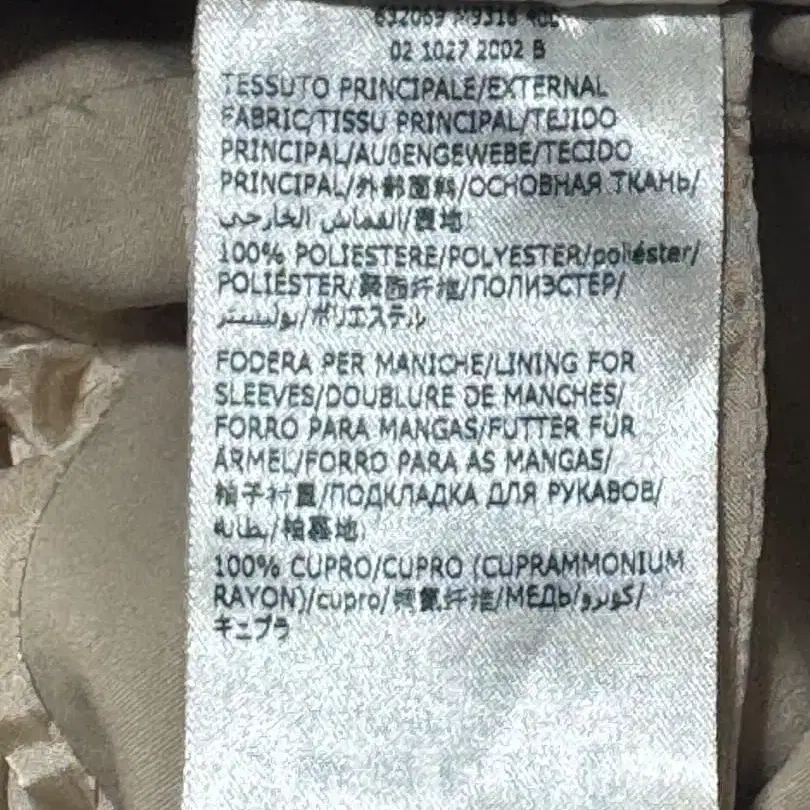 632069 M9316 40
02 1027 2002 B
TESSUTO PRINCIPALE/EXTERNAL
FABRIC/TISSU PRINCIPAL/TEJIDO
PRINCIPAL/AUßENGEWEBE/TECIDO
PRINCIPAL/外部面料/ОСНОВНАЯ ТКАНЬ/
القماش الخارجي/表地:
100% POLIESTERE/POLYESTER/poliéster/
POLIÉSTER/聚酯纤维/ПОЛИЭСТЕР/
بوليستر/ポリエステル
FODERA PER MANICHE/LINING FOR
SLEEVES/DOUBLURE DE MANCHES/
FORRO PARA MANGAS/FUTTER FÜR
ÄRMEL/FORRO PARA AS MANGAS/
袖子衬里/ПОДКЛАДКА ДЛЯ РУКАВОВ/
بطانة/袖裏地:
100% CUPRO/CUPRO (CUPRAMMONIUM
RAYON)/cupro/铜氨纤维/МЕДЬ/كوبرو/
キュプラ